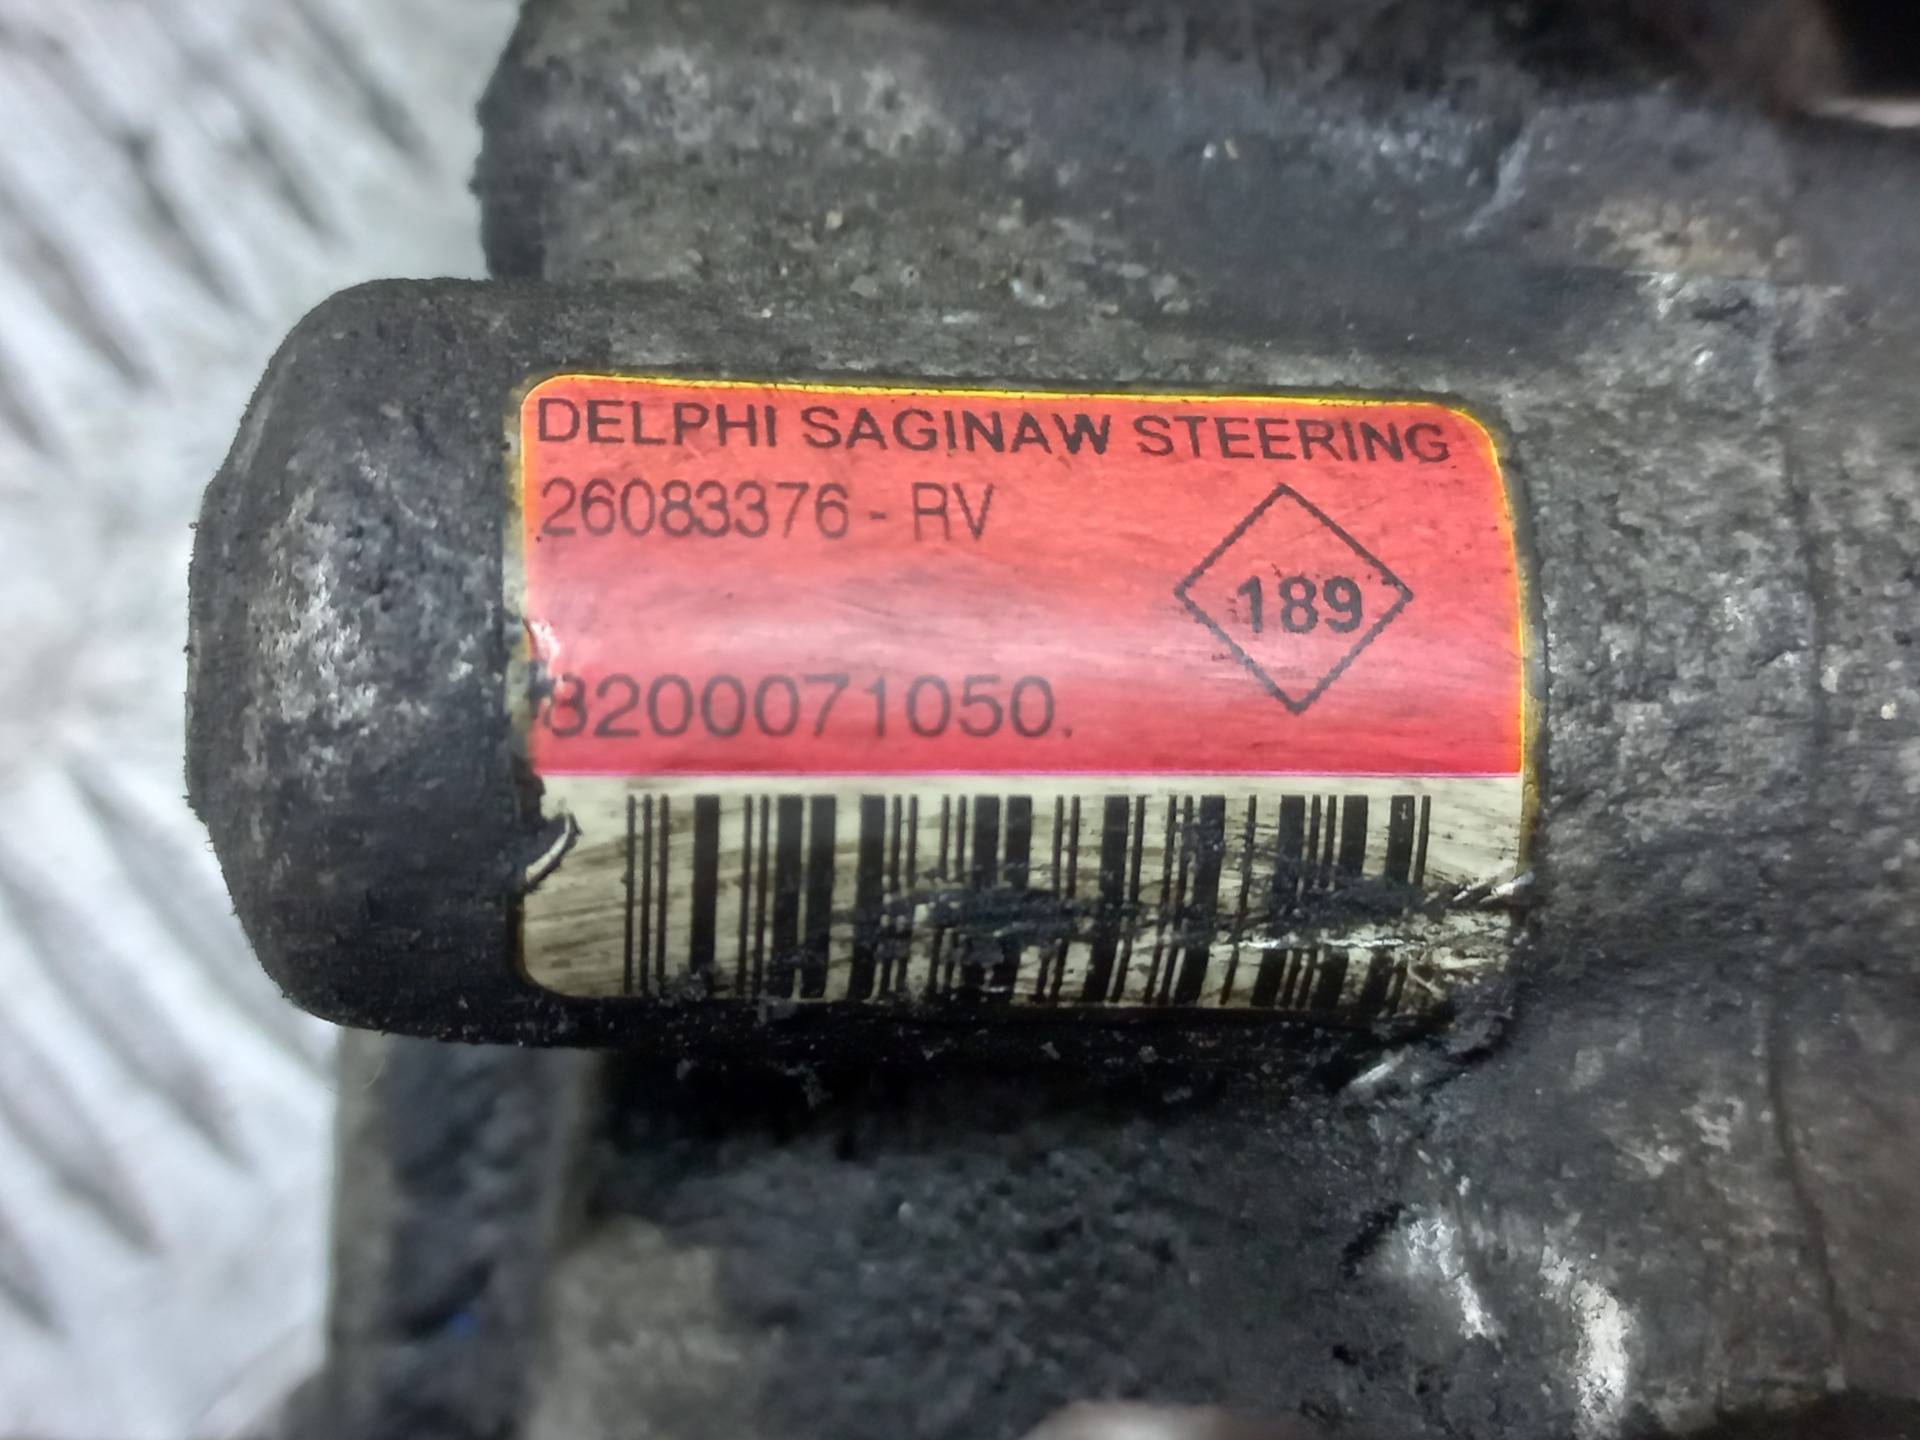 DELPHI SAGINAW STEERING
26083376 - RV
189
8200071050.